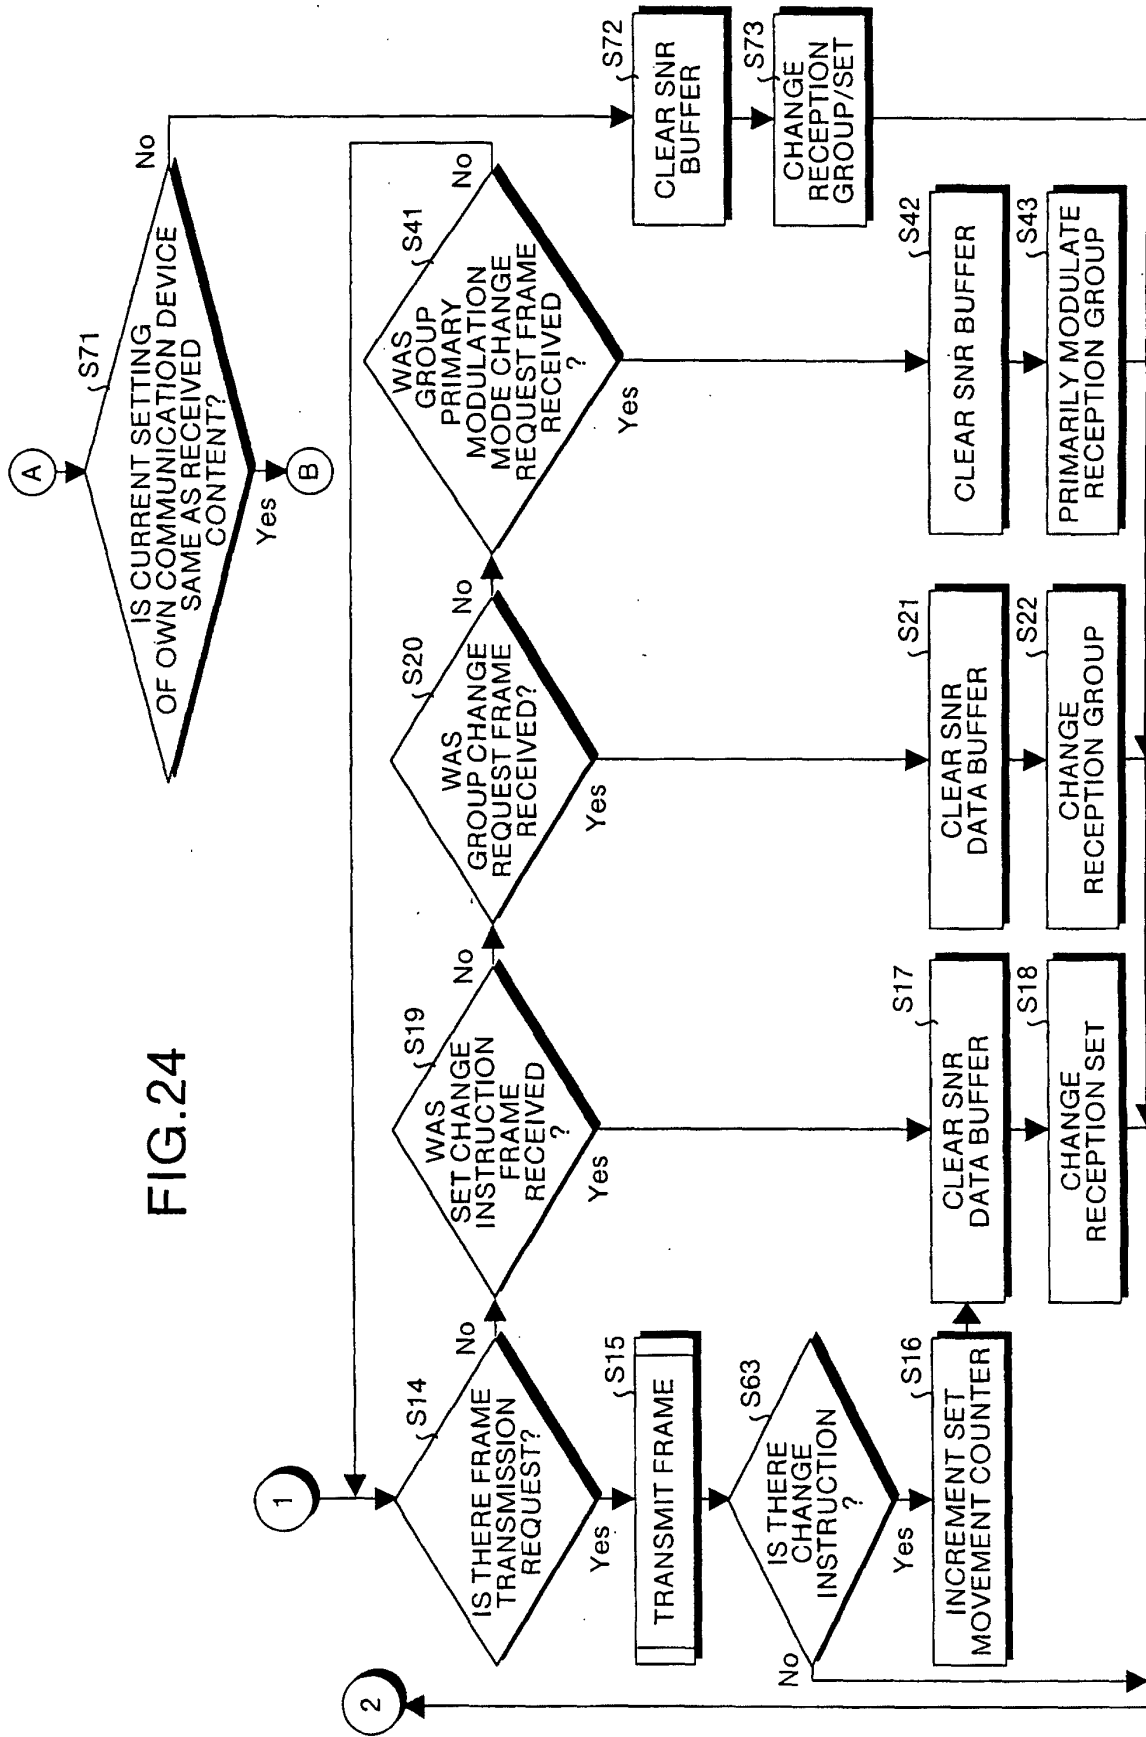 FIG.24
A
S71
IS CURRENT SETTING
OF OWN COMMUNICATION DEVICE
SAME AS RECEIVED
CONTENT?
No
Yes
B
S72
CLEAR SNR
BUFFER
S73
CHANGE
RECEPTION
GROUP/SET
1
2
S14
IS THERE FRAME
TRANSMISSION
REQUEST?
No
Yes
S15
TRANSMIT FRAME
S63
IS THERE
CHANGE
INSTRUCTION
?
No
Yes
S16
INCREMENT SET
MOVEMENT COUNTER
S19
WAS
SET CHANGE
INSTRUCTION
FRAME
RECEIVED
?
No
Yes
S17
CLEAR SNR
DATA BUFFER
S18
CHANGE
RECEPTION SET
S20
WAS
GROUP CHANGE
REQUEST FRAME
RECEIVED?
No
Yes
S21
CLEAR SNR
DATA BUFFER
S22
CHANGE
RECEPTION GROUP
S41
WAS
GROUP
PRIMARY
MODULATION
MODE CHANGE
REQUEST FRAME
RECEIVED
?
No
Yes
S42
CLEAR SNR BUFFER
S43
PRIMARILY MODULATE
RECEPTION GROUP